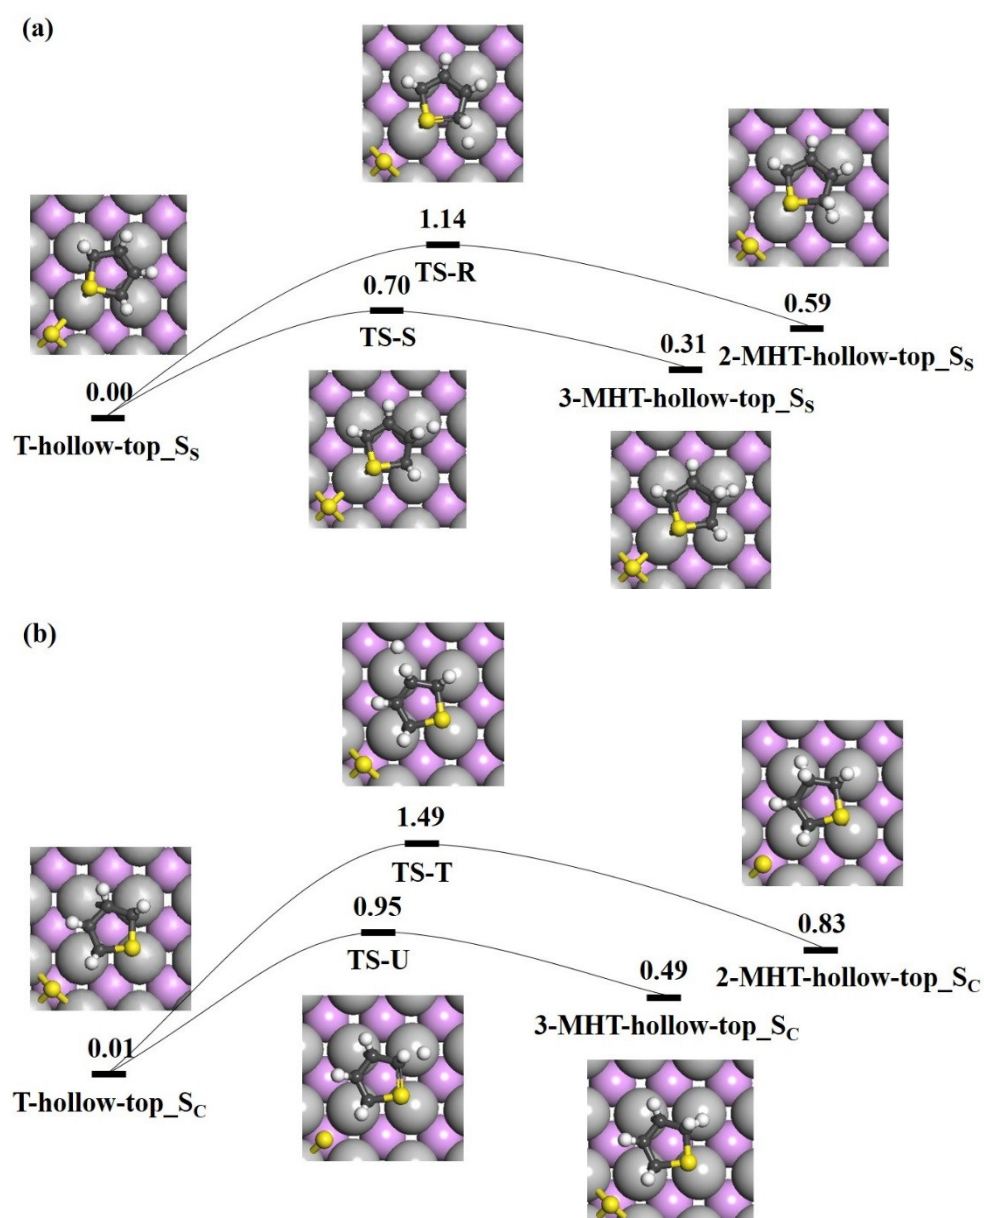 (a)
1.14
TS-R
0.70
TS-S
0.59
2-MHT-hollow-top_SS
0.31
3-MHT-hollow-top_SS
0.00
T-hollow-top_SS
(b)
1.49
TS-T
0.95
TS-U
0.83
2-MHT-hollow-top_SC
0.49
3-MHT-hollow-top_SC
0.01
T-hollow-top_SC